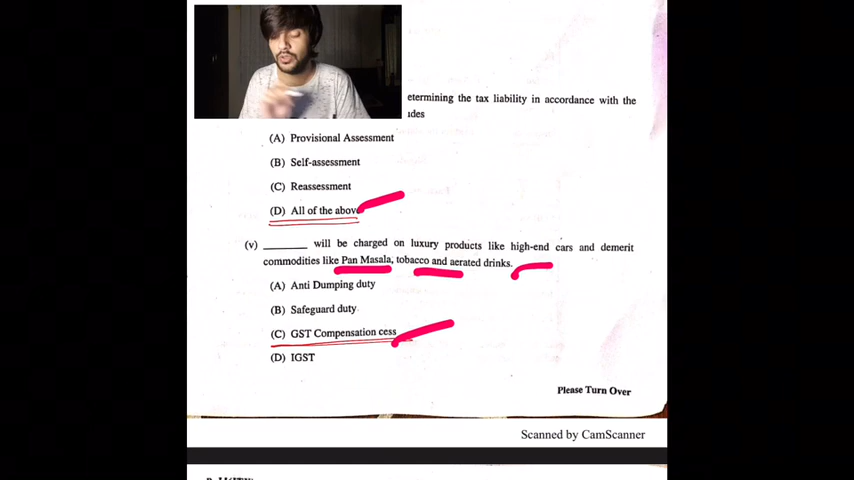 etermining the tax liability in accordance with the
ides
(A) Provisional Assessment
(B) Self-assessment
(C) Reassessment
(D) All of the above
(v) _______ will be charged on luxury products like high-end cars and demerit
commodities like Pan Masala, tobacco and aerated drinks.
(A) Anti Dumping duty
(B) Safeguard duty
(C) GST Compensation cess
(D) IGST
Please Turn Over
Scanned by CamScanner